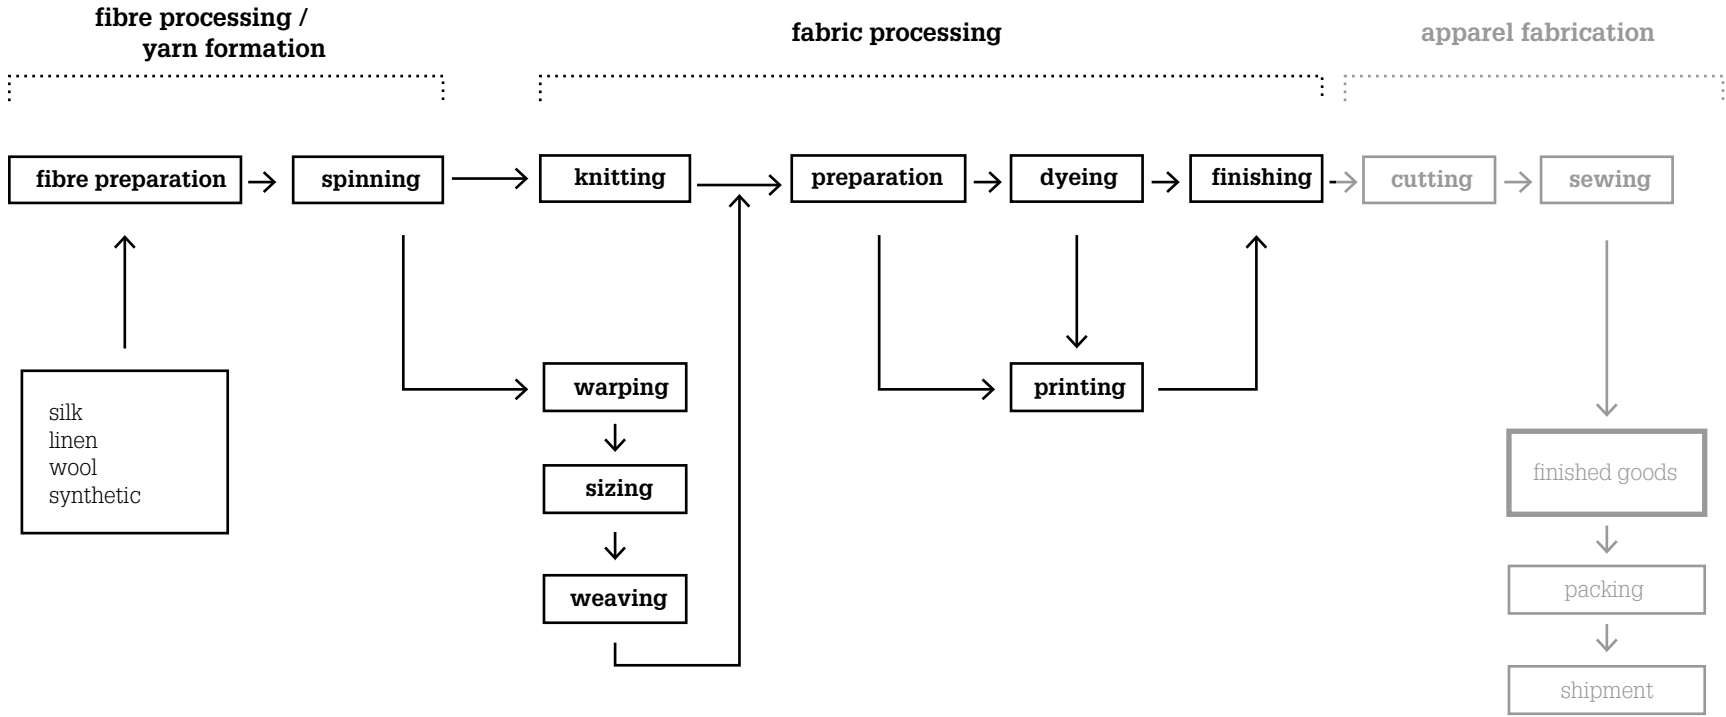 fibre processing /
yarn formation
fabric processing
apparel fabrication
fibre preparation
spinning
knitting
preparation
dyeing
finishing
cutting
sewing
silk
linen
wool
synthetic
warping
sizing
weaving
printing
finished goods
packing
shipment